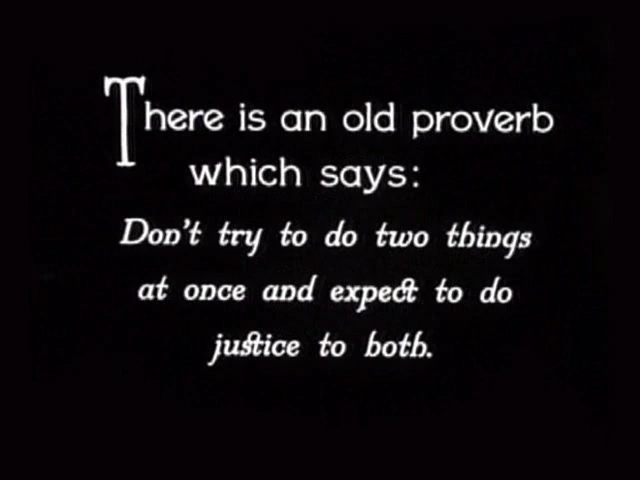 There is an old proverb
which says:
Don't try to do two things
at once and expect to do
justice to both.